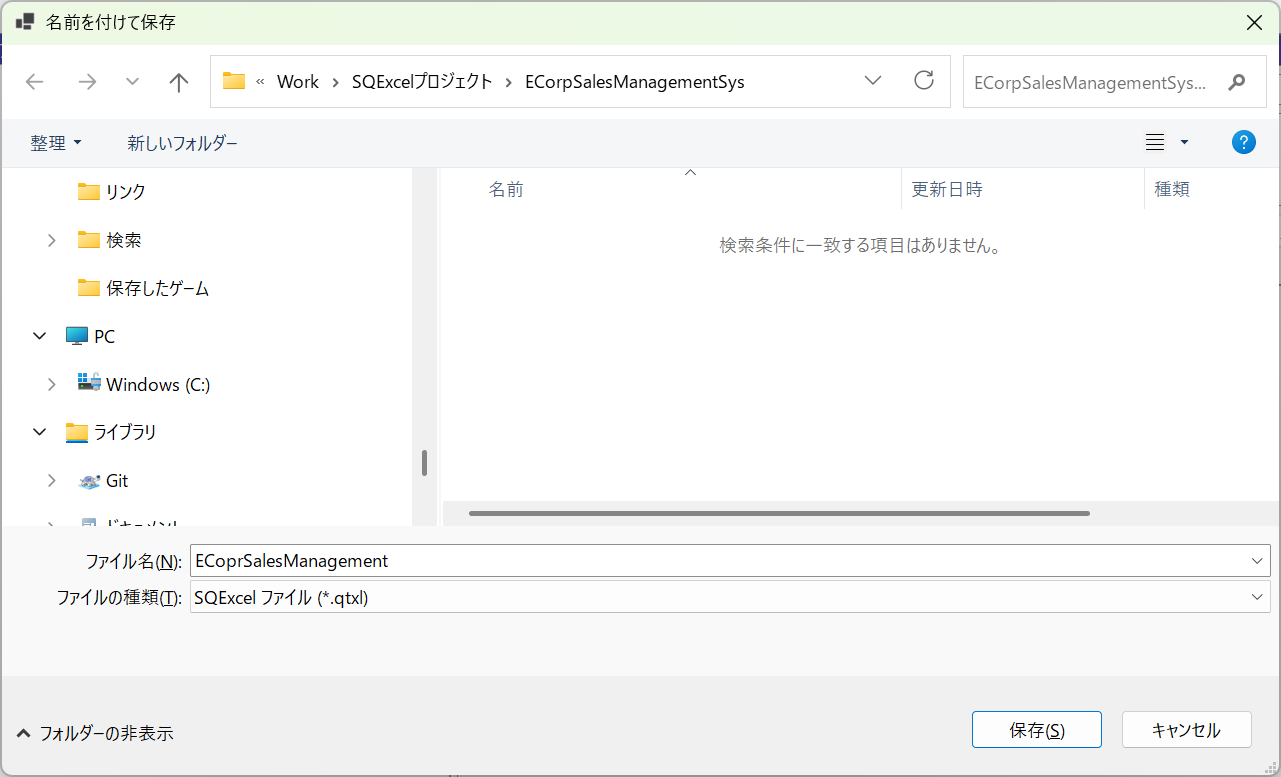 名前を付けて保存
« Work › SQExcelプロジェクト › ECorpSalesManagementSys
ECorpSalesManagementSys...
整理
新しいフォルダー
?
リンク
検索
保存したゲーム
PC
Windows (C:)
ライブラリ
Git
ドキュメント
名前
更新日時
種類
検索条件に一致する項目はありません。
ファイル名(N):
ECoprSalesManagement
ファイルの種類(T):
SQExcel ファイル (*.qtxl)
フォルダーの非表示
保存(S)
キャンセル